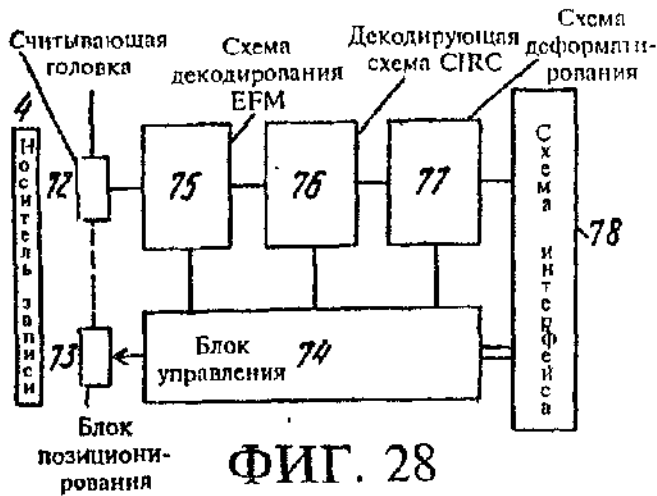 Считывающая
головка
Схема
декодирования
EFM
Декодирующая
схема CIRC
Схема
деформати-
рования
4
Носитель записи
72
75
76
77
Схема интерфейса
78
73
Блок
управления
74
Блок
позициони-
рования
ФИГ. 28